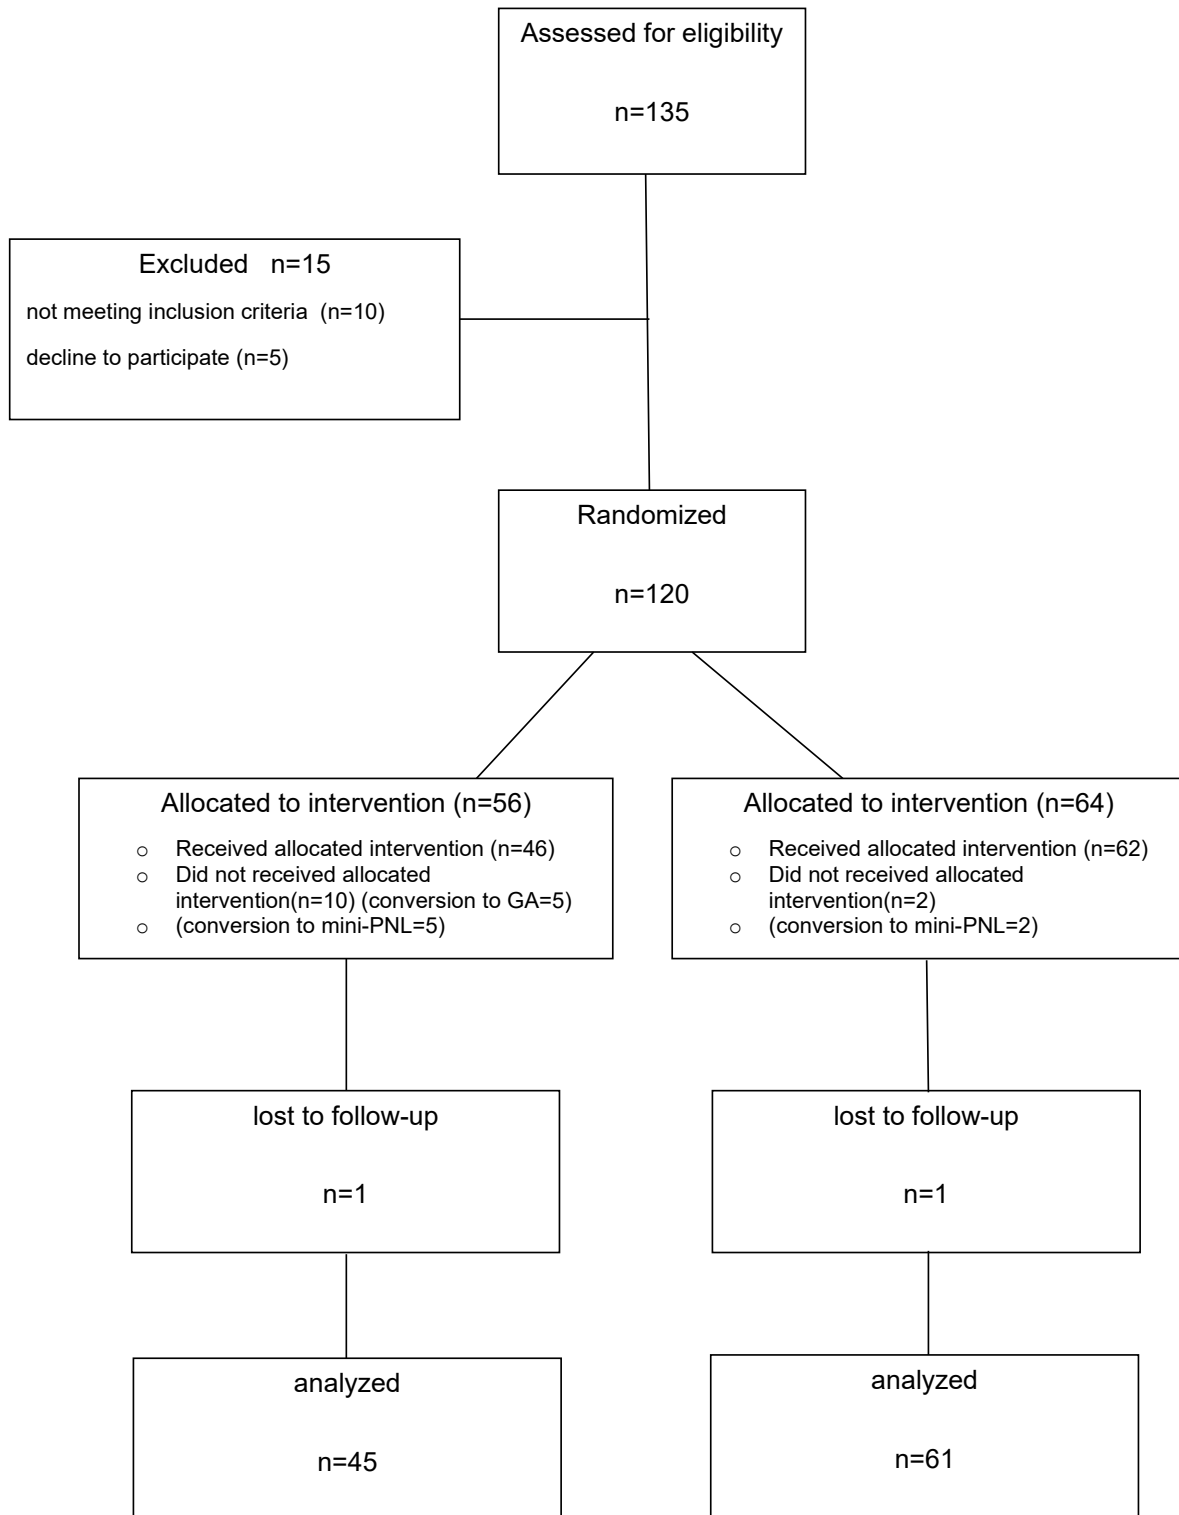 Assessed for eligibility
n=135
Excluded n=15
not meeting inclusion criteria (n=10)
decline to participate (n=5)
Randomized
n=120
Allocated to intervention (n=56)
o Received allocated intervention (n=46)
o Did not received allocated
intervention(n=10) (conversion to GA=5)
o (conversion to mini-PNL=5)
Allocated to intervention (n=64)
o Received allocated intervention (n=62)
o Did not received allocated
intervention(n=2)
o (conversion to mini-PNL=2)
lost to follow-up
n=1
lost to follow-up
n=1
analyzed
n=45
analyzed
n=61